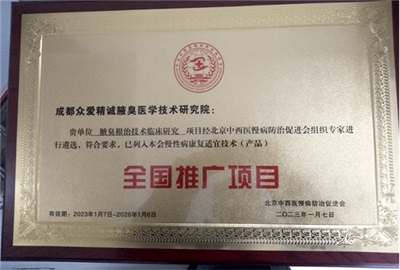 成都众爱精诚腋臭医学技术研究院：
贵单位 腋臭根治技术临床研究 项目经北京中西医慢病防治促进会组织专家进
行遴选，符合要求，已列入本会慢性病康复适宜技术（产品）
全国推广项目
北京中西医慢病防治促进会
有效期：2023年1月7日-2026年1月6日
二〇二三年一月七日